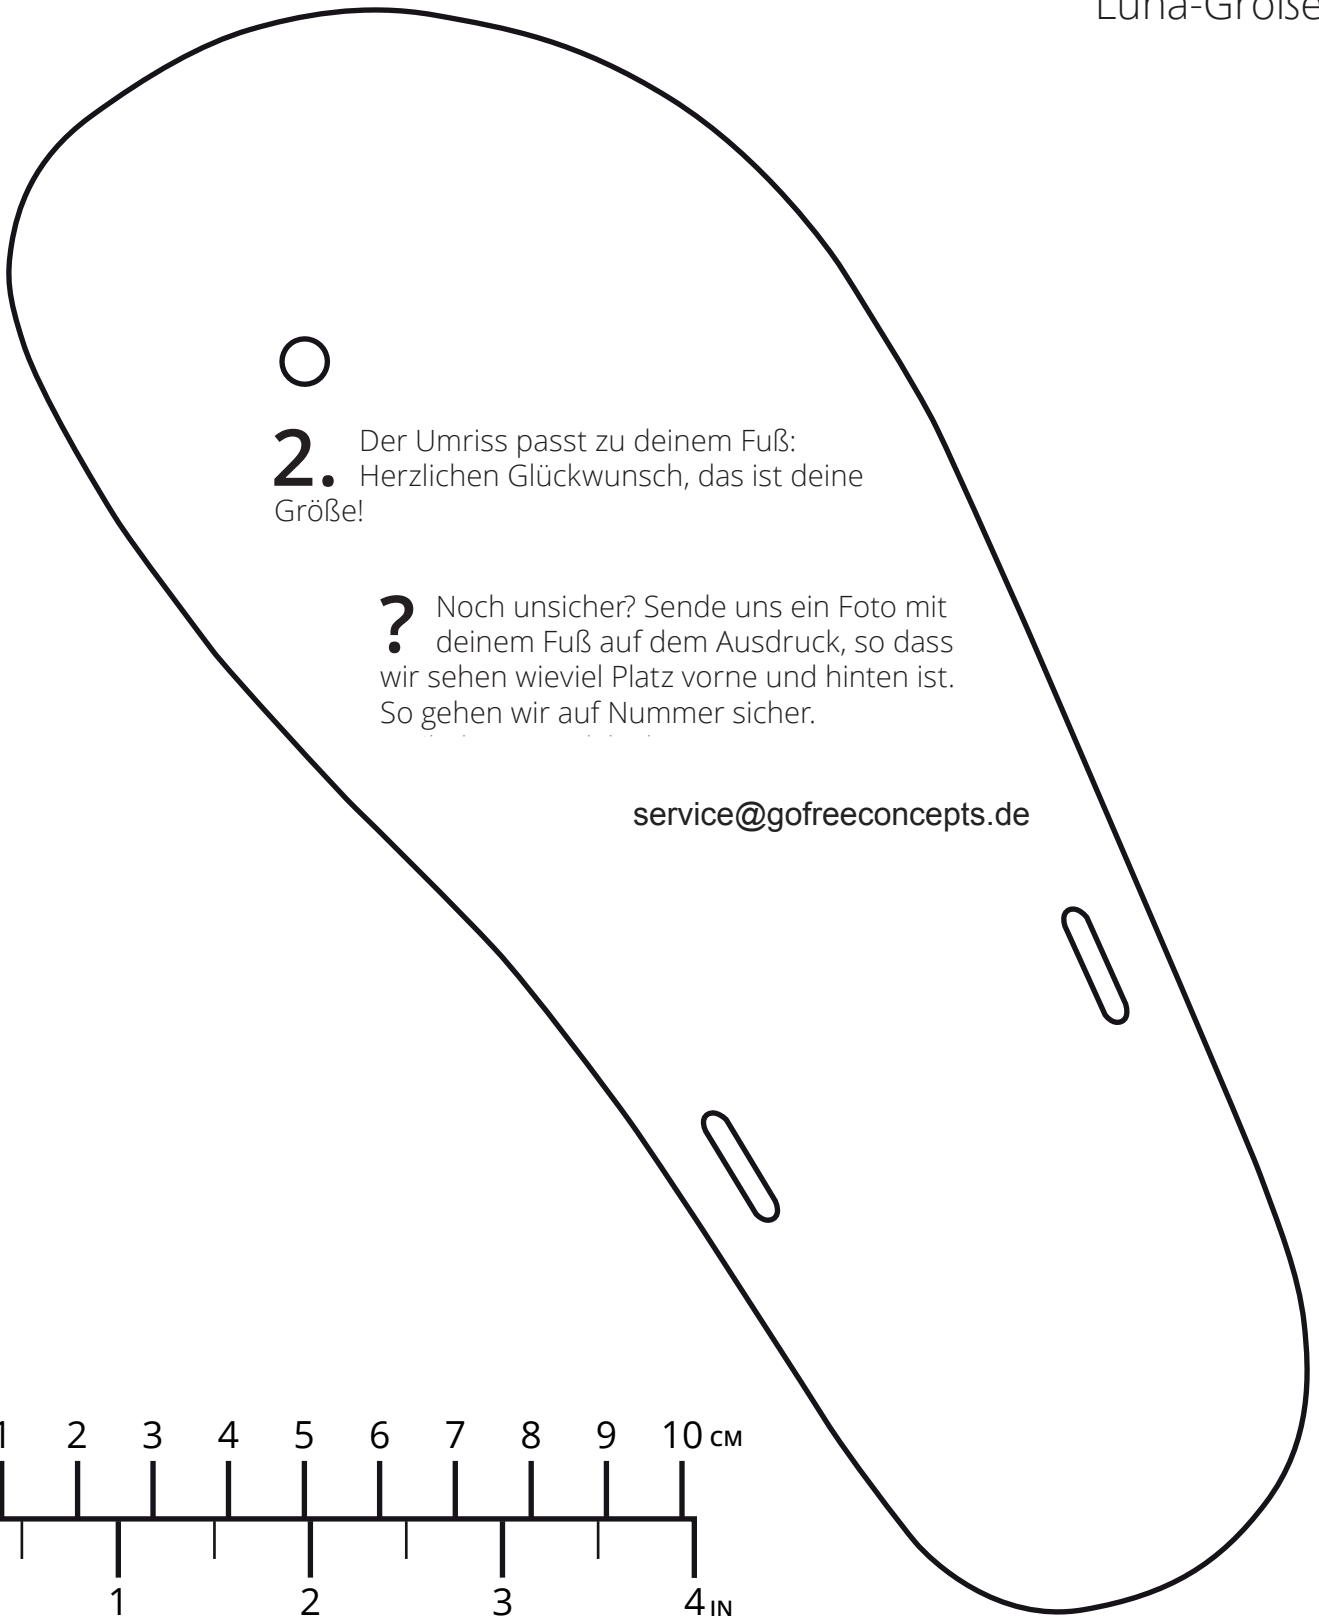 Luna-Größe
2. Der Umriss passt zu deinem Fuß:
Herzlichen Glückwunsch, das ist deine
Größe!
? Noch unsicher? Sende uns ein Foto mit
deinem Fuß auf dem Ausdruck, so dass
wir sehen wieviel Platz vorne und hinten ist.
So gehen wir auf Nummer sicher.
service@gofreeconcepts.de
1 2 3 4 5 6 7 8 9 10 CM
1 2 3 4 IN